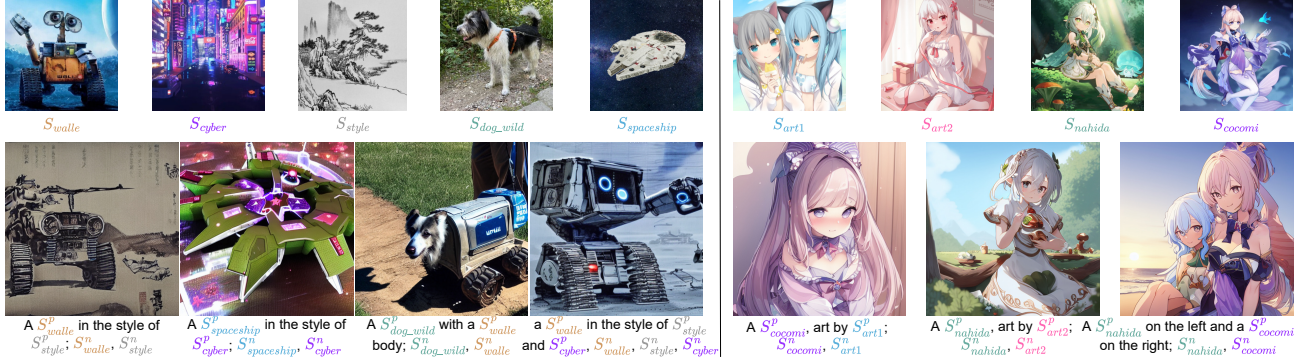 S_walle S_cyber S_style S_dog_wild S_spaceship S_art1 S_art2 S_nahida S_cocomi
A S^p_walle in the style of
S^p_style; S^n_walle, S^n_style
A S^p_spaceship in the style of
S^p_cyber; S^n_spaceship, S^n_cyber
A S^p_dog_wild with a S^p_walle
body; S^n_dog_wild, S^n_walle
a S^p_walle in the style of S^p_style
and S^p_cyber, S^n_walle, S^n_style, S^n_cyber
A S^p_cocomi, art by S^p_art1;
S^n_cocomi, S^n_art1
A S^p_nahida, art by S^p_art2;
S^n_nahida, S^n_art2
A S^p_nahida on the left and a S^p_cocomi
on the right; S^n_nahida, S^n_cocomi